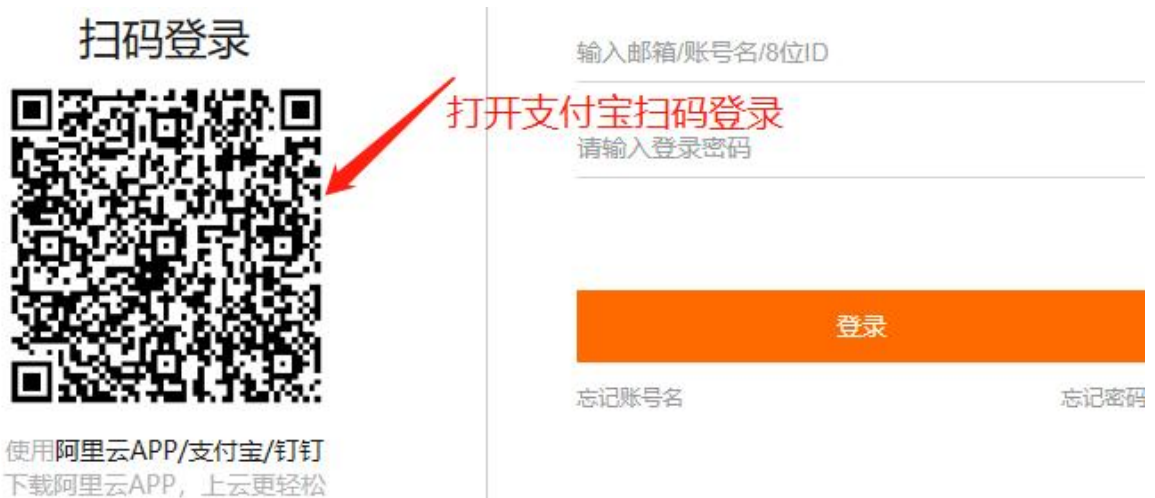 扫码登录
使用阿里云APP/支付宝/钉钉
下载阿里云APP，上云更轻松
打开支付宝扫码登录
输入邮箱/账号名/8位ID
请输入登录密码
登录
忘记账号名
忘记密码